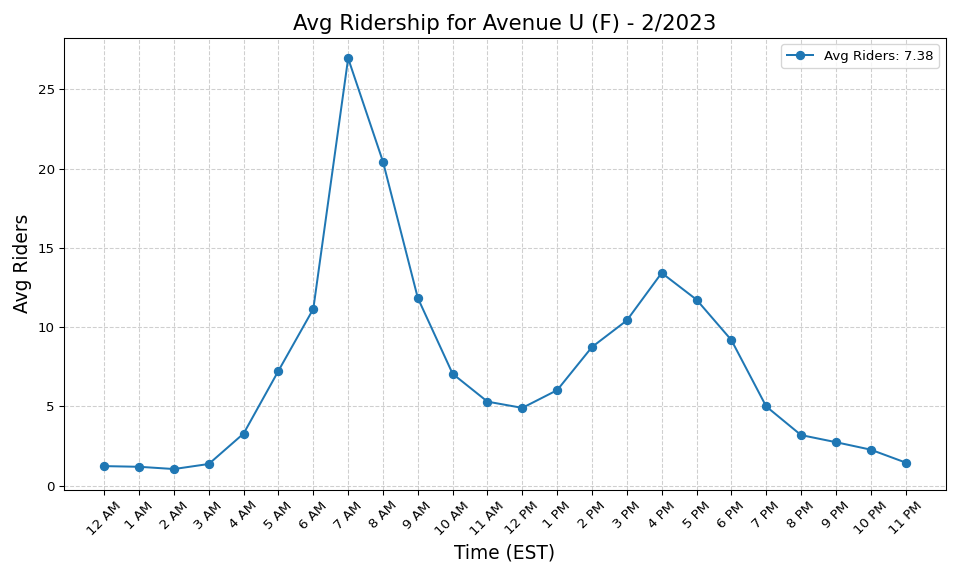 Avg Ridership for Avenue U (F) - 2/2023
Avg Riders: 7.38
Avg Riders
25
20
15
10
5
0
12 AM 1 AM 2 AM 3 AM 4 AM 5 AM 6 AM 7 AM 8 AM 9 AM 10 AM 11 AM 12 PM 1 PM 2 PM 3 PM 4 PM 5 PM 6 PM 7 PM 8 PM 9 PM 10 PM 11 PM
Time (EST)